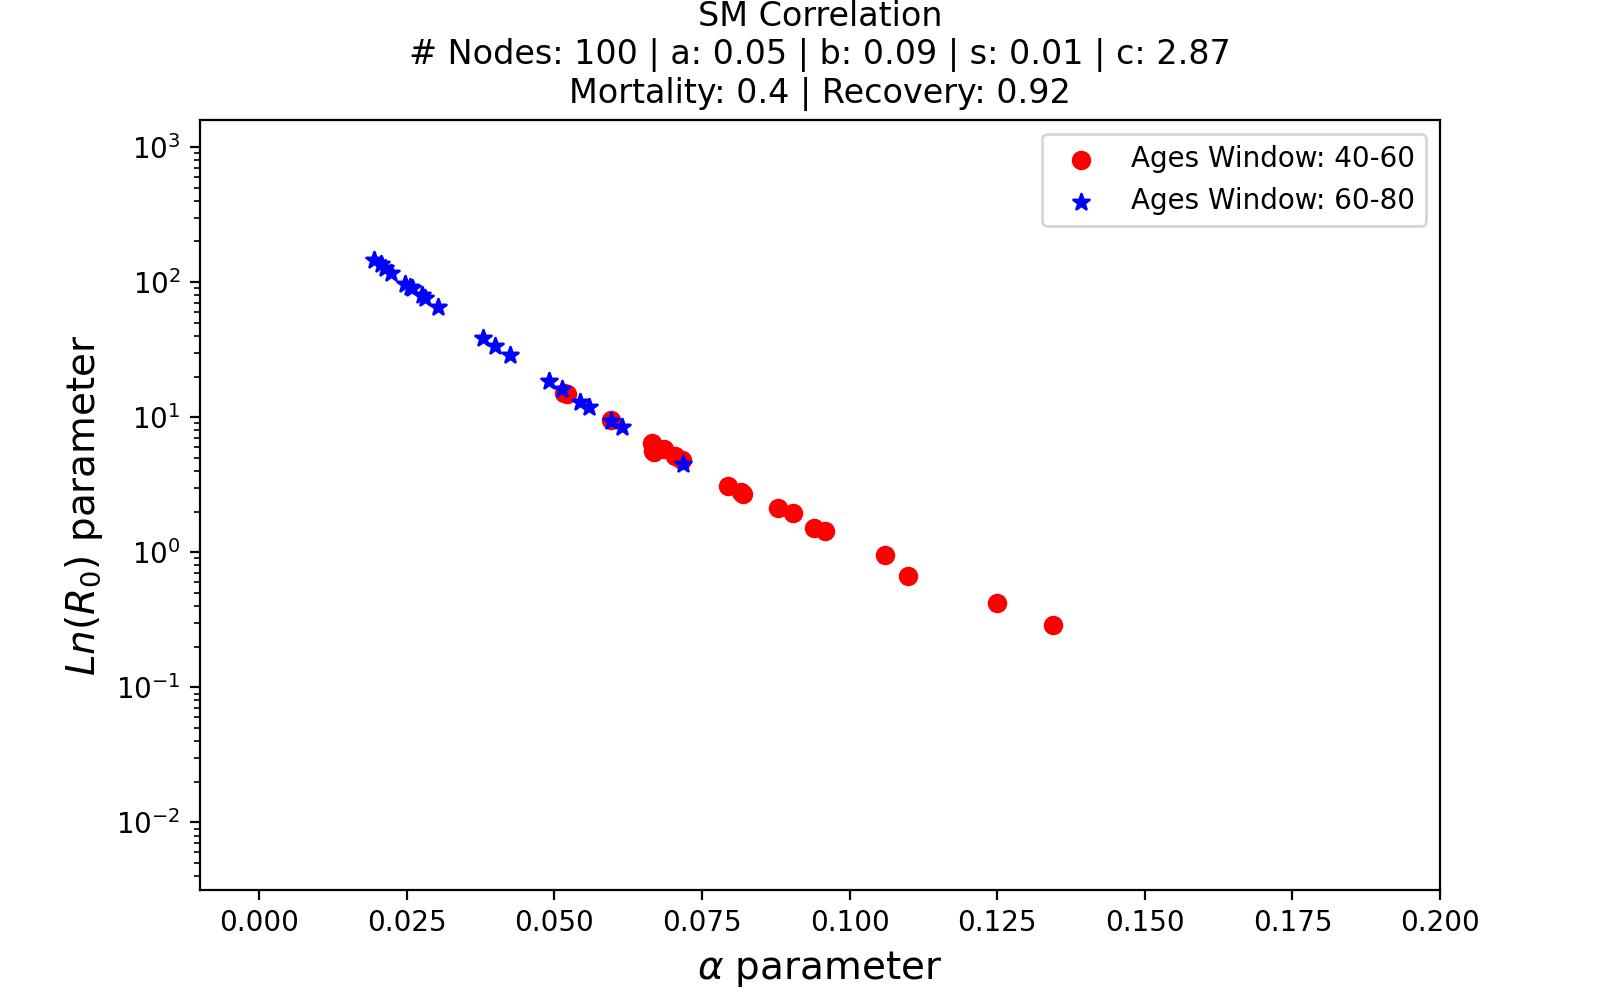 SM Correlation
# Nodes: 100 | a: 0.05 | b: 0.09 | s: 0.01 | c: 2.87
Mortality: 0.4 | Recovery: 0.92
Ages Window: 40-60
Ages Window: 60-80
10³
10²
10¹
10⁰
10⁻¹
10⁻²
Ln(R₀) parameter
0.000 0.025 0.050 0.075 0.100 0.125 0.150 0.175 0.200
α parameter